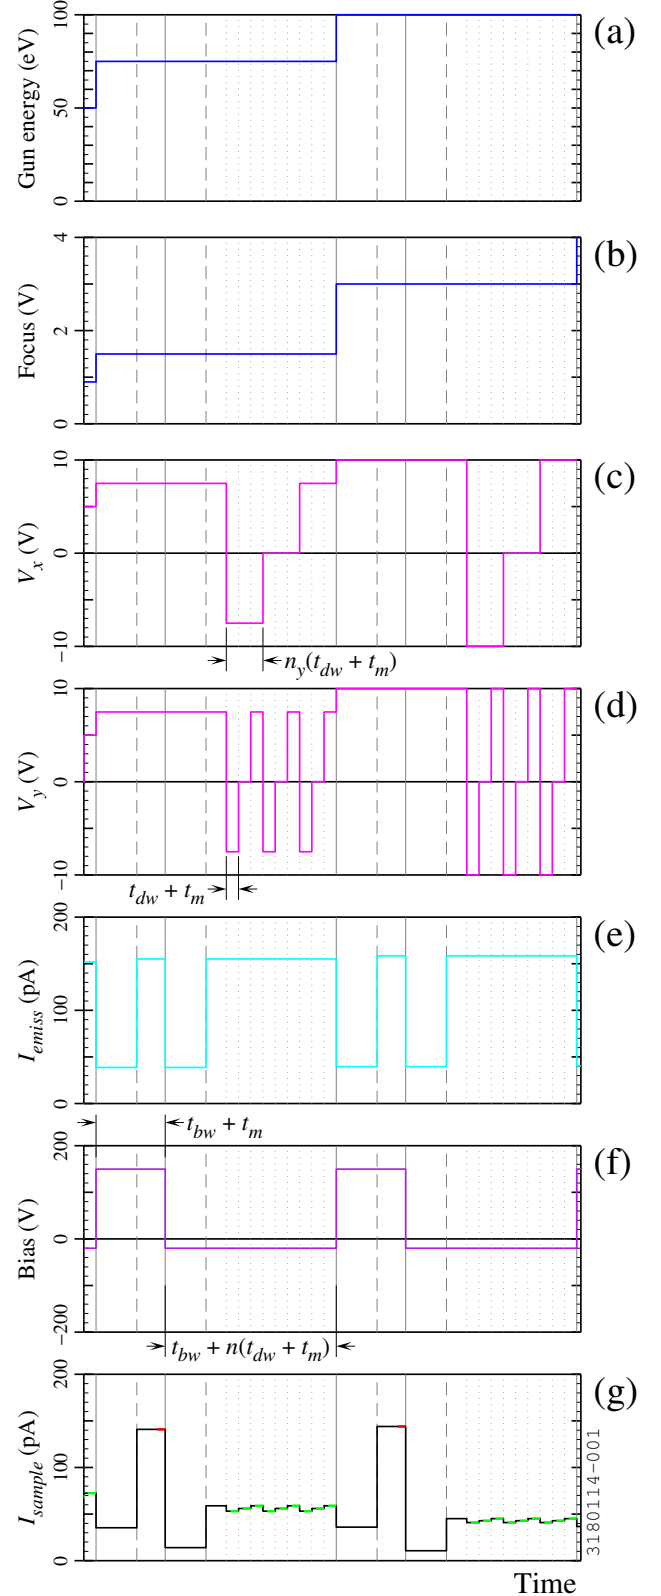 (a)
Gun energy (eV)
100
50
0
(b)
Focus (V)
4
2
0
(c)
V_x (V)
10
0
−10
n_y(t_dw + t_m)
(d)
V_y (V)
10
0
−10
t_dw + t_m
(e)
I_emiss (pA)
200
100
0
t_bw + t_m
(f)
Bias (V)
200
0
−200
t_bw + n(t_dw + t_m)
(g)
I_sample (pA)
200
100
0
3180114-001
Time